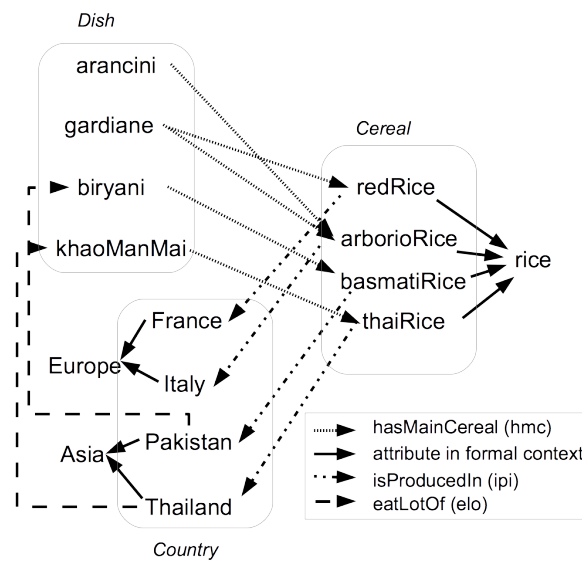 Dish
arancini
gardiane
biryani
khaoManMai
Cereal
redRice
arborioRice
basmatiRice
thaiRice
rice
France
Europe
Italy
Pakistan
Asia
Thailand
Country
hasMainCereal (hmc)
attribute in formal context
isProducedIn (ipi)
eatLotOf (elo)